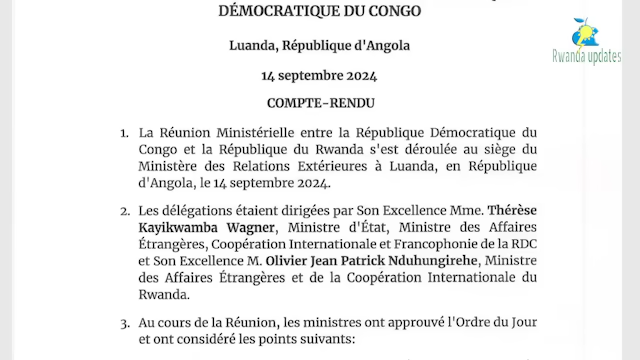 DÉMOCRATIQUE DU CONGO
Luanda, République d'Angola
14 septembre 2024
COMPTE-RENDU
1. La Réunion Ministérielle entre la République Démocratique du
Congo et la République du Rwanda s'est déroulée au siège du
Ministère des Relations Extérieures à Luanda, en République
d'Angola, le 14 septembre 2024.
2. Les délégations étaient dirigées par Son Excellence Mme. Thérèse
Kayikwamba Wagner, Ministre d'État, Ministre des Affaires
Étrangères, Coopération Internationale et Francophonie de la RDC
et Son Excellence M. Olivier Jean Patrick Nduhungirehe, Ministre
des Affaires Étrangères et de la Coopération Internationale du
Rwanda.
3. Au cours de la Réunion, les ministres ont approuvé l'Ordre du Jour
et ont considéré les points suivants:
Rwanda updates